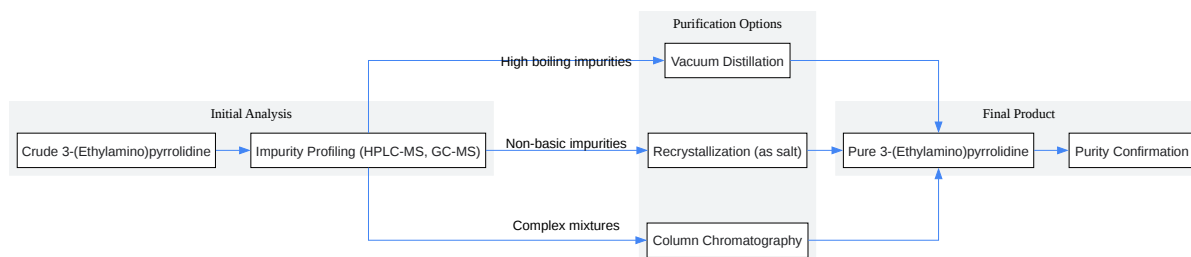 Purification Options
High boiling impurities
Vacuum Distillation
Initial Analysis
Final Product
Crude 3-(Ethylamino)pyrrolidine
Impurity Profiling (HPLC-MS, GC-MS)
Non-basic impurities
Recrystallization (as salt)
Pure 3-(Ethylamino)pyrrolidine
Purity Confirmation
Complex mixtures
Column Chromatography